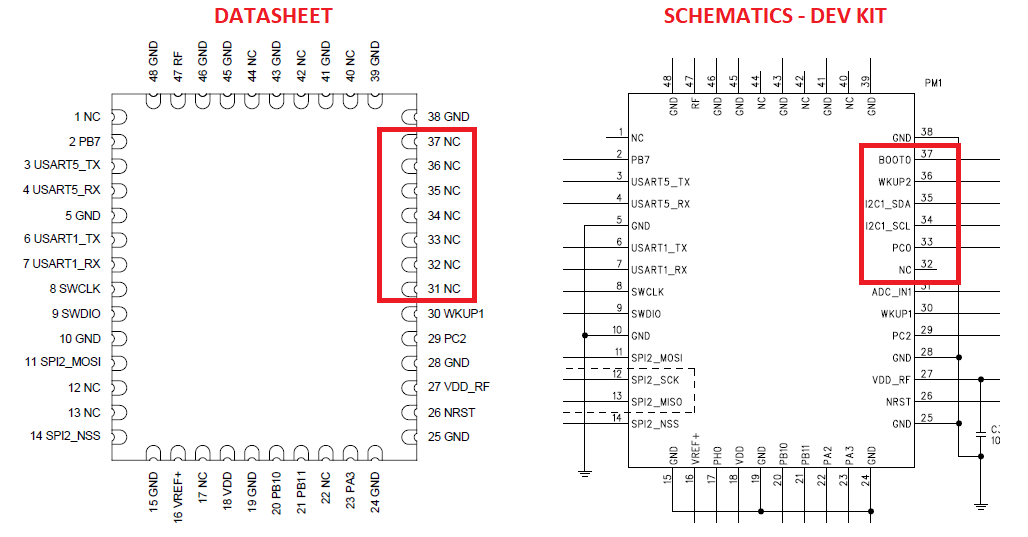 DATASHEET
48 GND
47 RF
46 GND
45 GND
44 NC
43 GND
42 NC
41 GND
40 NC
39 GND
1 NC
2 PB7
3 USART5_TX
4 USART5_RX
5 GND
6 USART1_TX
7 USART1_RX
8 SWCLK
9 SWDIO
10 GND
11 SPI2_MOSI
12 NC
13 NC
14 SPI2_NSS
38 GND
37 NC
36 NC
35 NC
34 NC
33 NC
32 NC
31 NC
30 WKUP1
29 PC2
28 GND
27 VDD_RF
26 NRST
25 GND
15 GND
16 VREF+
17 NC
18 VDD
19 GND
20 PB10
21 PB11
22 NC
23 PA3
24 GND
SCHEMATICS - DEV KIT
PM1
48 GND
47 RF
46 GND
45 GND
44 NC
43 GND
42 NC
41 GND
40 NC
39 GND
1 NC
2 PB7
3 USART5_TX
4 USART5_RX
5 GND
6 USART1_TX
7 USART1_RX
8 SWCLK
9 SWDIO
10 GND
11 SPI2_MOSI
12 SPI2_SCK
13 SPI2_MISO
14 SPI2_NSS
GND 38
BOOT0 37
WKUP2 36
I2C1_SDA 35
I2C1_SCL 34
PC0 33
NC 32
ADC_IN1 31
WKUP1 30
PC2 29
GND 28
VDD_RF 27
NRST 26
GND 25
15 GND
16 VREF+
17 PH0
18 VDD
19 GND
20 PB10
21 PB11
22 PA2
23 PA3
24 GND